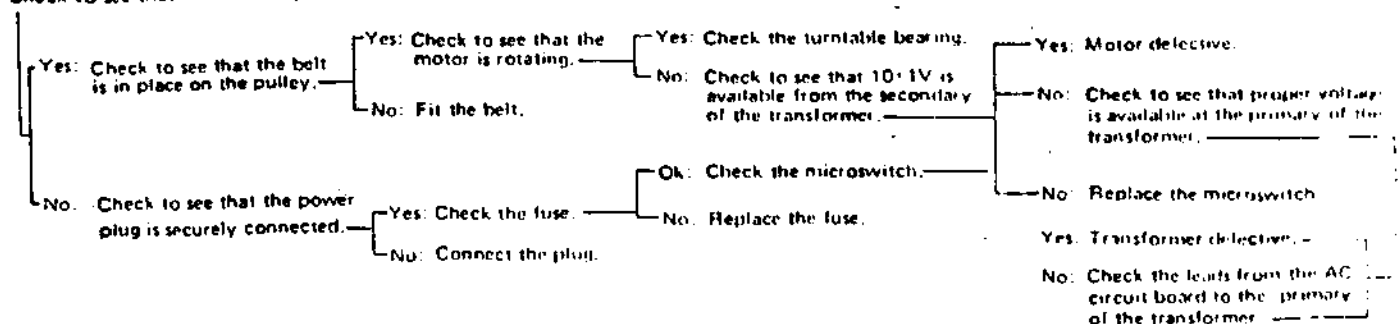 Yes: Check to see that the belt
is in place on the pulley.
Yes: Check to see that the
motor is rotating.
No: Fit the belt.
Yes: Check the turntable bearing.
No: Check to see that 10·1V is
available from the secondary
of the transformer.
Yes: Motor defective.
No: Check to see that proper voltage
is available at the primary of the
transformer.
No: Replace the microswitch
No. Check to see that the power
plug is securely connected.
Yes: Check the fuse.
No: Connect the plug.
Ok: Check the microswitch.
No. Replace the fuse.
Yes. Transformer defective.
No: Check the leads from the AC
circuit board to the primary
of the transformer